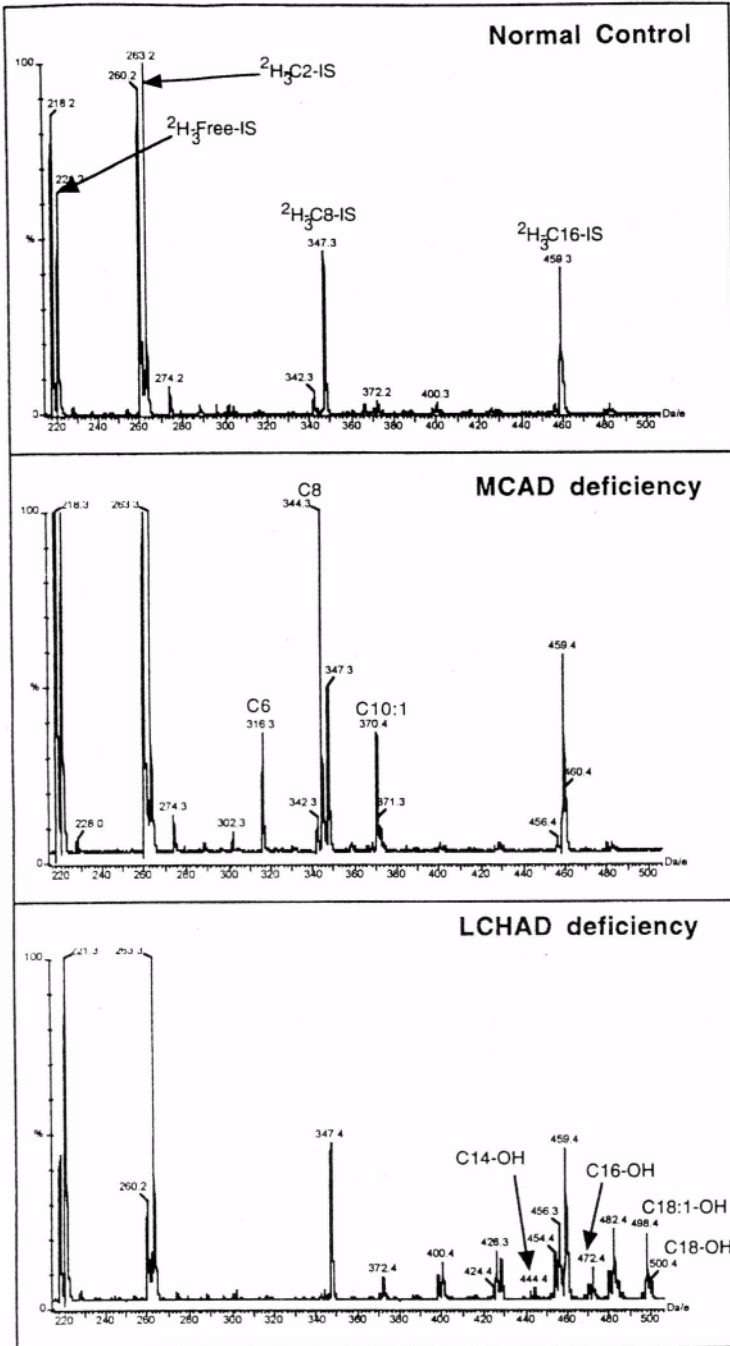 Normal Control
100
263.2
260.2
²H₃C2-IS
218.2
²H₃Free-IS
²H₃C8-IS
347.3
²H₃C16-IS
459.3
%
274.2
342.3
372.2
400.3
0
220 240 260 280 300 320 340 360 380 400 420 440 460 480 500 Da/e
MCAD deficiency
C8
100
218.3
263.3
344.3
459.4
347.3
%
C6
316.3
C10:1
370.4
460.4
228.0
274.3
302.3
342.3
371.3
456.4
0
220 240 260 280 300 320 340 360 380 400 420 440 460 480 500 Da/e
LCHAD deficiency
100
221.3
263.3
347.4
459.4
%
C14-OH
C16-OH
260.2
456.3
C18:1-OH
454.4
482.4
498.4
C18-OH
372.4
400.4
426.3
424.4
444.4
472.4
500.4
0
220 240 260 280 300 320 340 360 380 400 420 440 460 480 500 Da/e